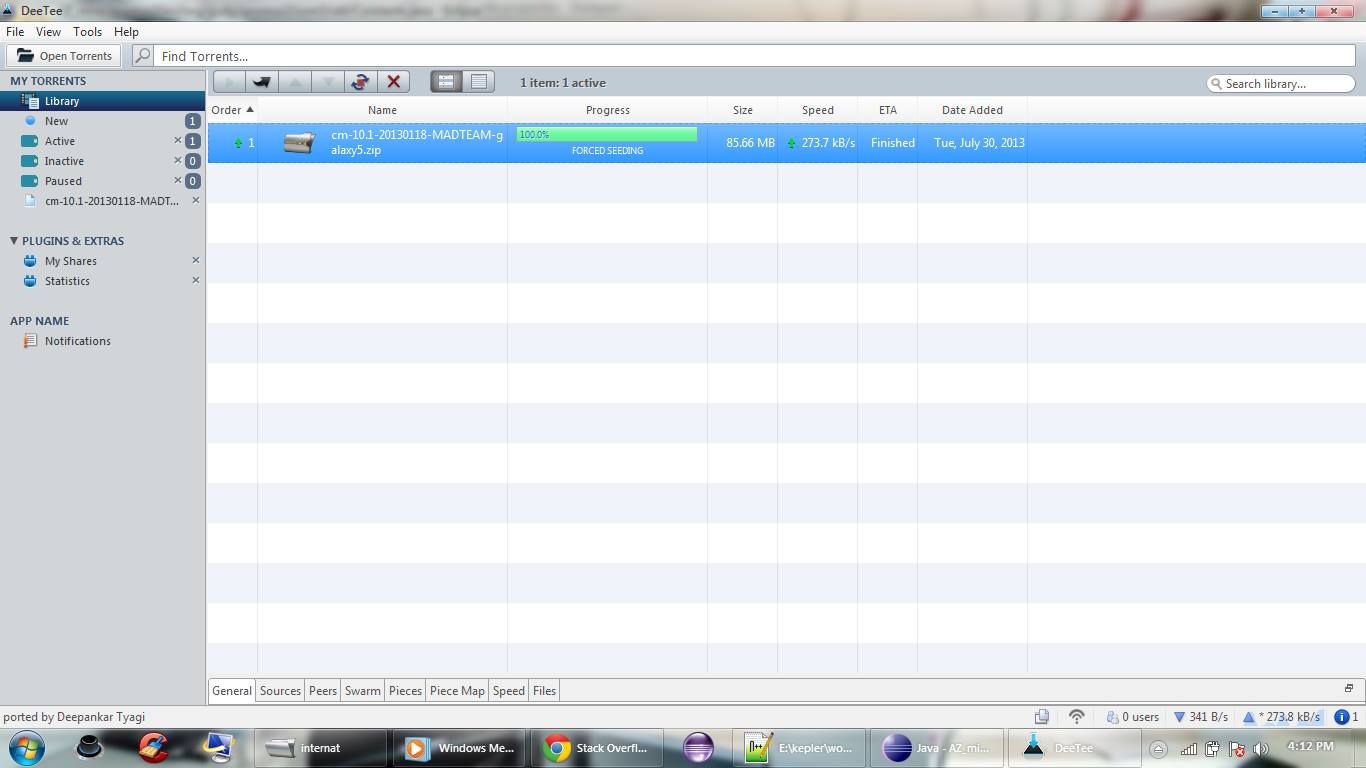 DeeTee
File View Tools Help
Open Torrents Find Torrents...
MY TORRENTS
Library
New 1
Active 1
Inactive 0
Paused 0
cm-10.1-20130118-MADT...
PLUGINS & EXTRAS
My Shares
Statistics
APP NAME
Notifications
1 item: 1 active
Search library...
Order Name Progress Size Speed ETA Date Added
1 cm-10.1-20130118-MADTEAM-g 100.0% 85.66 MB 273.7 kB/s Finished Tue, July 30, 2013
alaxy5.zip FORCED SEEDING
General Sources Peers Swarm Pieces Piece Map Speed Files
ported by Deepankar Tyagi 0 users 341 B/s * 273.8 kB/s 1
internat Windows Me... Stack Overfl... E:\kepler\wo... Java - AZ_mi... DeeTee 4:12 PM